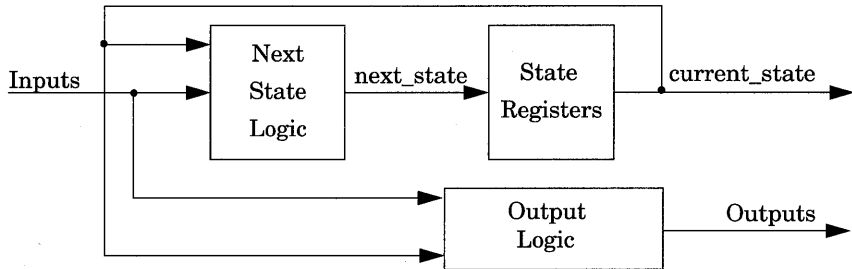 Inputs
Next
State
Logic
next_state
State
Registers
current_state
Output
Logic
Outputs